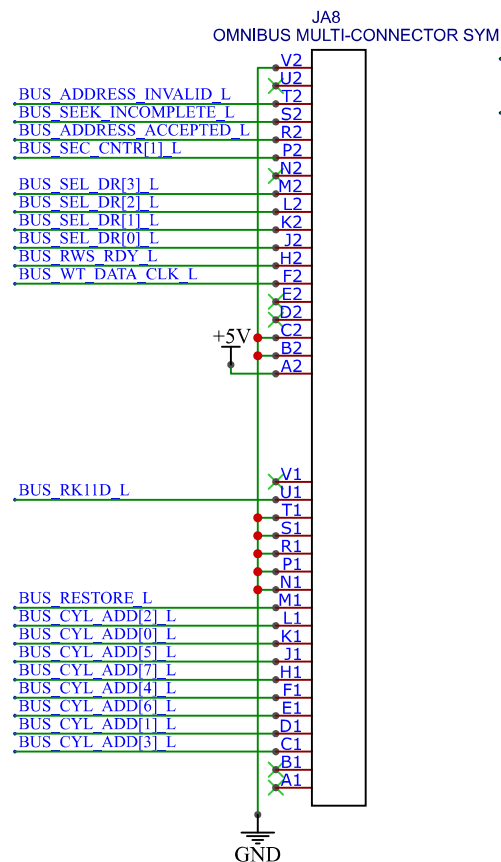 JA8
OMNIBUS MULTI-CONNECTOR SYM
V2
U2
BUS_ADDRESS_INVALID_L T2
BUS_SEEK_INCOMPLETE_L S2
BUS_ADDRESS_ACCEPTED_L R2
BUS_SEC_CNTR[1]_L P2
N2
BUS_SEL_DR[3]_L M2
BUS_SEL_DR[2]_L L2
BUS_SEL_DR[1]_L K2
BUS_SEL_DR[0]_L J2
BUS_RWS_RDY_L H2
BUS_WT_DATA_CLK_L F2
E2
D2
+5V C2
B2
A2
V1
BUS_RK11D_L U1
T1
S1
R1
P1
N1
BUS_RESTORE_L M1
BUS_CYL_ADD[2]_L L1
BUS_CYL_ADD[0]_L K1
BUS_CYL_ADD[5]_L J1
BUS_CYL_ADD[7]_L H1
BUS_CYL_ADD[4]_L F1
BUS_CYL_ADD[6]_L E1
BUS_CYL_ADD[1]_L D1
BUS_CYL_ADD[3]_L C1
B1
A1
GND